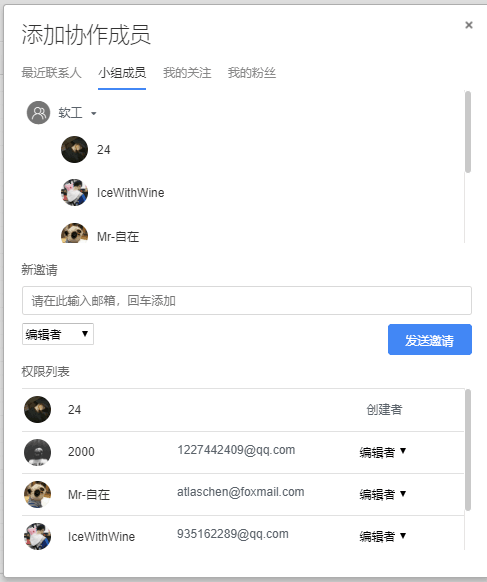 添加协作成员
×
最近联系人 小组成员 我的关注 我的粉丝
软工
24
IceWithWine
Mr-自在
新邀请
请在此输入邮箱，回车添加
编辑者 发送邀请
权限列表
24 创建者
2000 1227442409@qq.com 编辑者
Mr-自在 atlaschen@foxmail.com 编辑者
IceWithWine 935162289@qq.com 编辑者